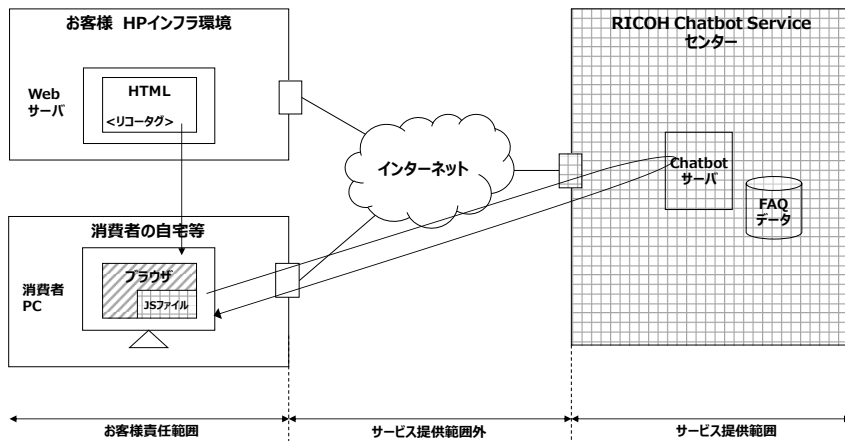 お客様 HPインフラ環境
Web
サーバ
HTML
<リコータグ>
消費者の自宅等
消費者
PC
ブラウザ
JSファイル
インターネット
RICOH Chatbot Service
センター
Chatbot
サーバ
FAQ
データ
お客様責任範囲
サービス提供範囲外
サービス提供範囲